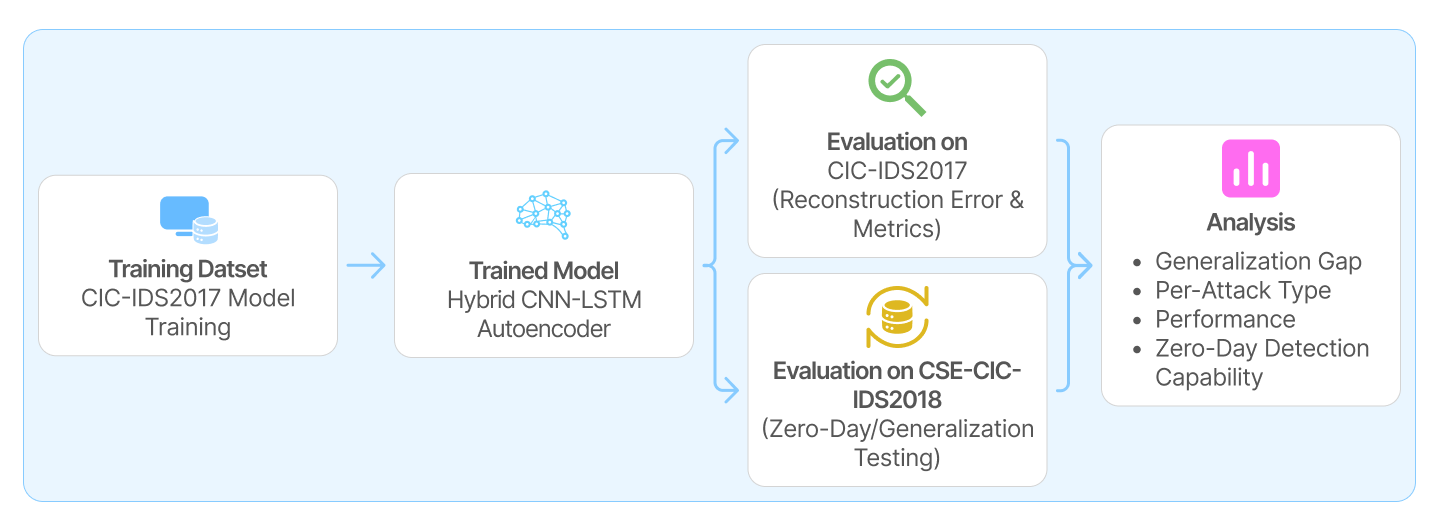 Training Datset
CIC-IDS2017 Model
Training
Trained Model
Hybrid CNN-LSTM
Autoencoder
Evaluation on
CIC-IDS2017
(Reconstruction Error &
Metrics)
Evaluation on CSE-CIC-
IDS2018
(Zero-Day/Generalization
Testing)
Analysis
• Generalization Gap
• Per-Attack Type
• Performance
• Zero-Day Detection
Capability